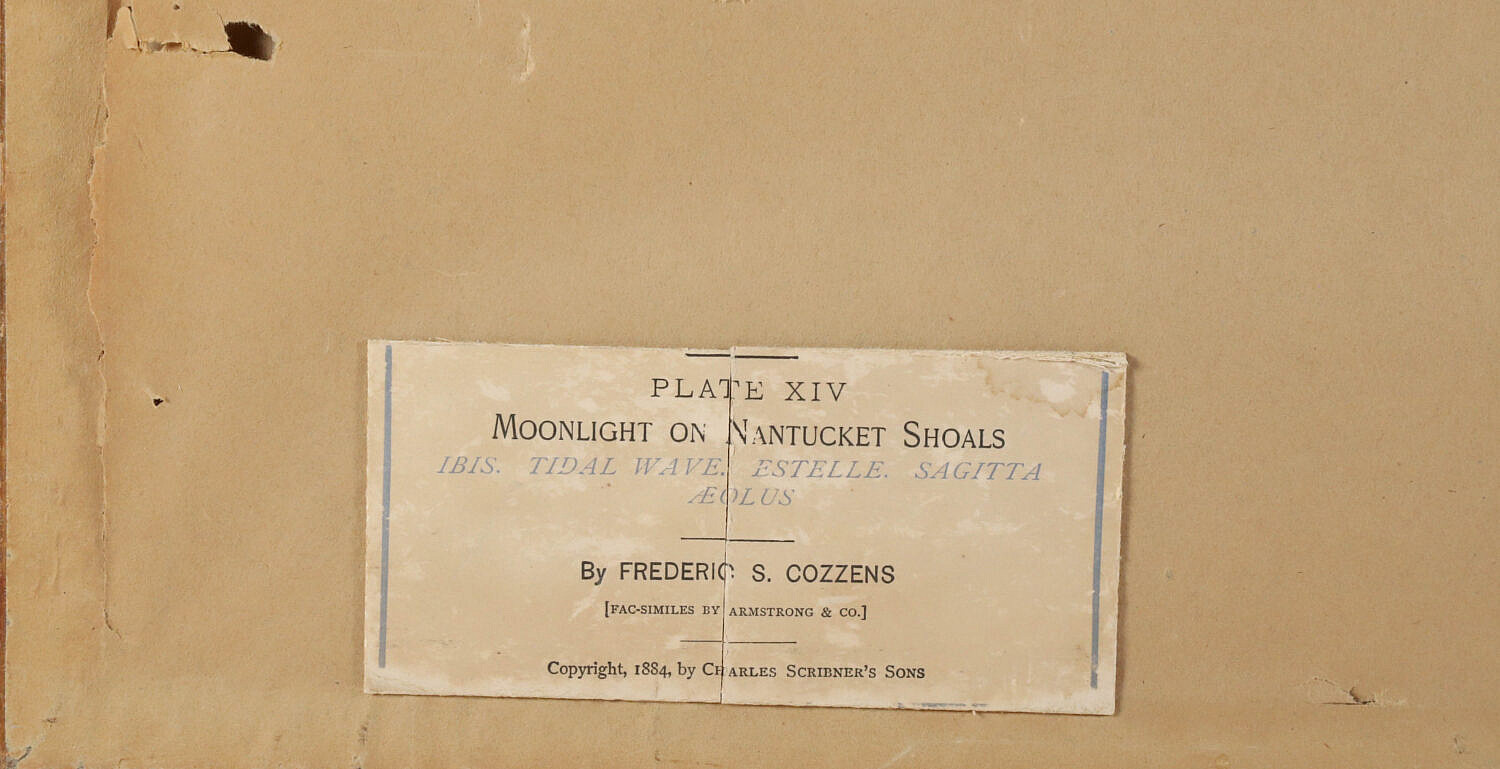 PLATE XIV
MOONLIGHT ON NANTUCKET SHOALS
IBIS. TIDAL WAVE. ESTELLE. SAGITTA
ÆOLUS
By FREDERIC S. COZZENS
[FAC-SIMILES BY ARMSTRONG & CO.]
Copyright, 1884, by CHARLES SCRIBNER'S SONS